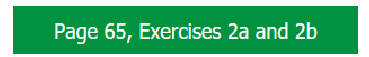 Page 65, Exercises 2a and 2b